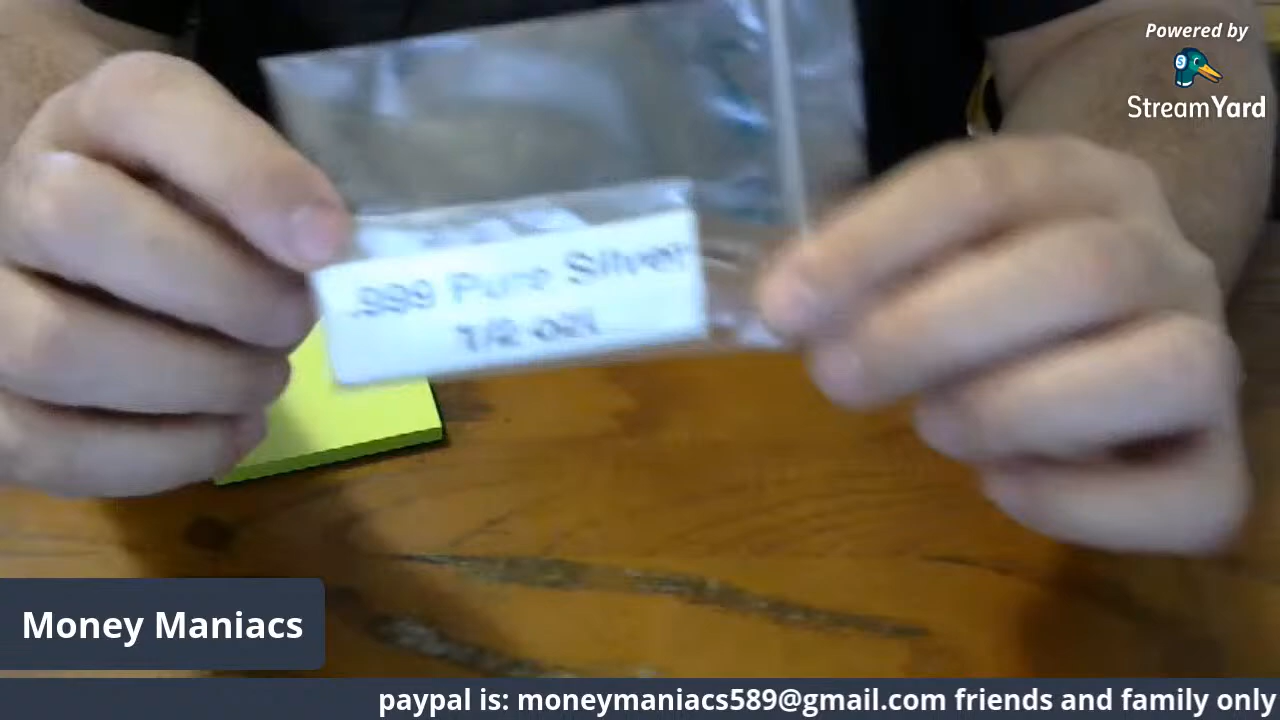 Powered by
StreamYard
.999 Pure Silver
1/2 oz.
Money Maniacs
paypal is: moneymaniacs589@gmail.com friends and family only